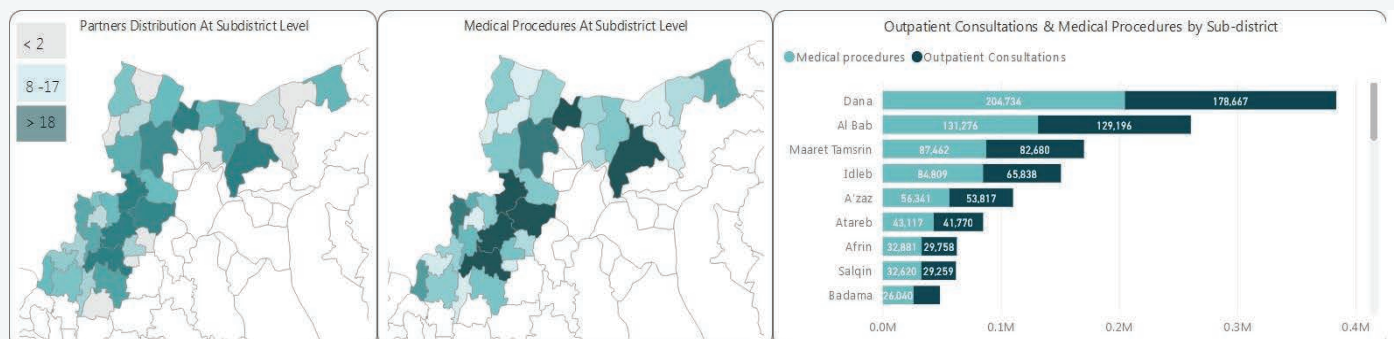 Partners Distribution At Subdistrict Level
< 2
8 -17
> 18
Medical Procedures At Subdistrict Level
Outpatient Consultations & Medical Procedures by Sub-district
Medical procedures Outpatient Consultations
Dana 204,734 178,667
Al Bab 131,276 129,196
Maaret Tamsrin 87,462 82,680
Idleb 84,809 65,838
A'zaz 56,341 53,817
Atareb 43,117 41,770
Afrin 32,881 29,758
Salqin 32,620 29,259
Badama 26,040
0.0M 0.1M 0.2M 0.3M 0.4M